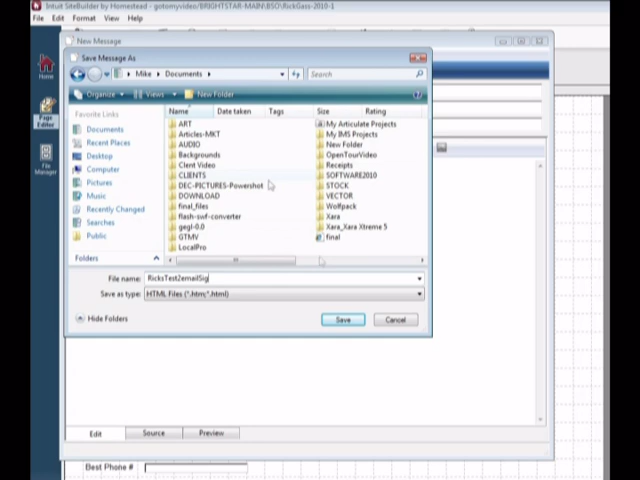 Intuit SiteBuilder by Homestead - gotomyvideo/BRIGHTSTAR-MAIN\BSO\RickGass-2010-1
File Edit Format View Help
New Message
Save Message As
Mike Documents Search
Organize Views New Folder
Favorite Links
Documents
Recent Places
Desktop
Computer
Pictures
Music
Recently Changed
Searches
Public
Folders
Name Date taken Tags Size Rating
ART
Articles-MKT
AUDIO
Backgrounds
Client Video
CLIENTS
DEC-PICTURES-Powershot
DOWNLOAD
final_files
flash-swf-converter
gegl-0.0
GTMV
LocalPro
My Articulate Projects
My IMS Projects
New Folder
OpenTourVideo
Receipts
SOFTWARE2010
STOCK
VECTOR
Wolfpack
Xara
Xara_Xara Xtreme 5
final
File name: RicksTest2emailSig
Save as type: HTML Files (*.htm;*.html)
Hide Folders Save Cancel
Home
Page Editor
File Manager
Edit Source Preview
Best Phone #